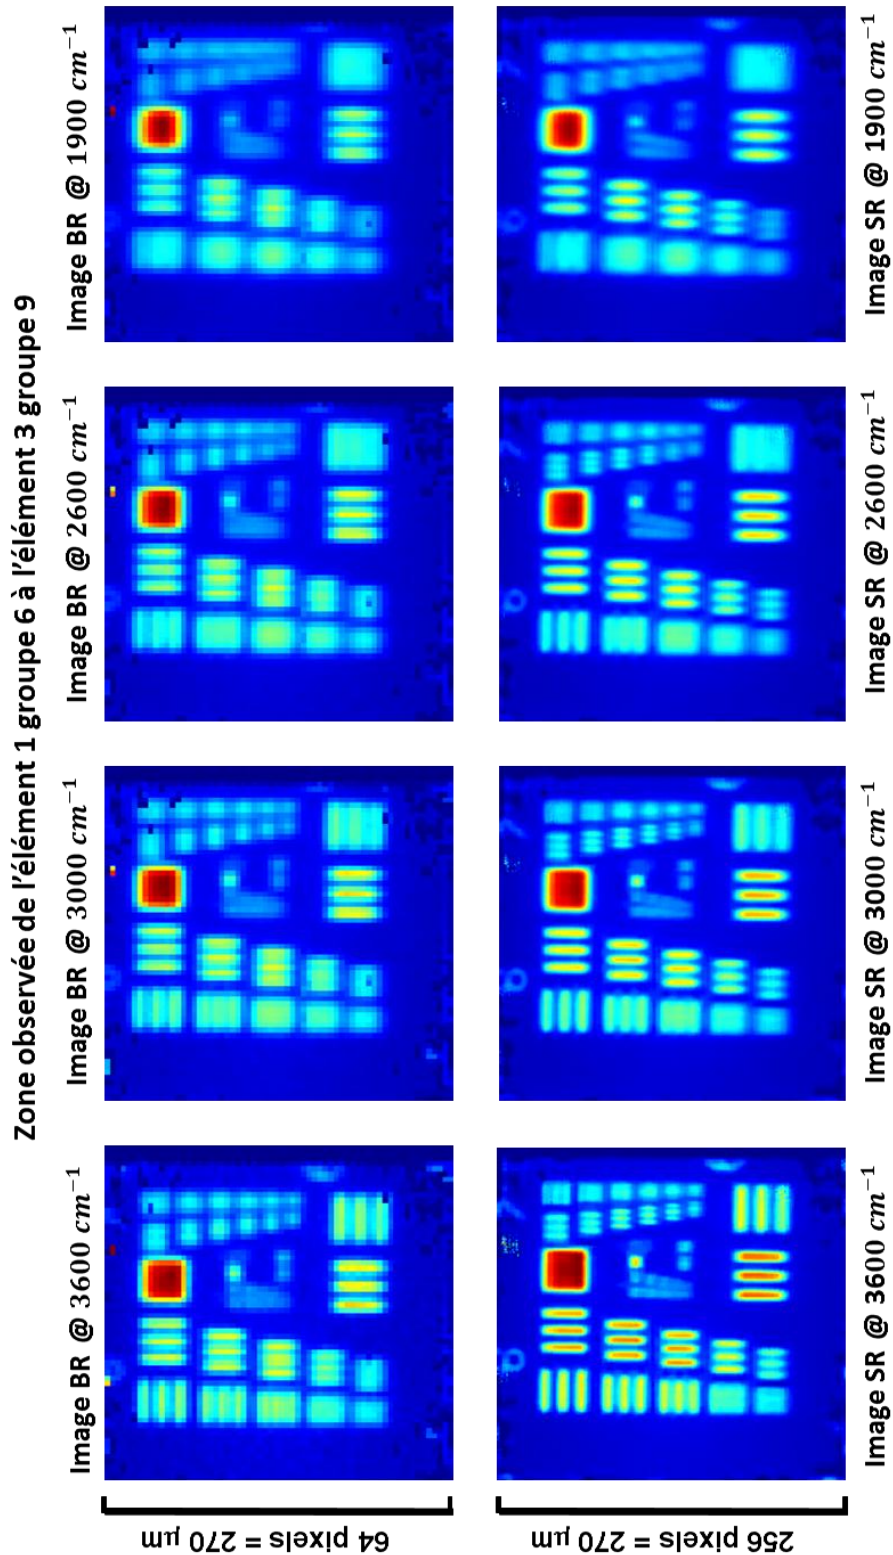 Zone observée de l'élément 1 groupe 6 à l'élément 3 groupe 9
Image BR @ 3600 cm⁻¹
Image BR @ 3000 cm⁻¹
Image BR @ 2600 cm⁻¹
Image BR @ 1900 cm⁻¹
64 pixels = 270 µm
256 pixels = 270 µm
Image SR @ 3600 cm⁻¹
Image SR @ 3000 cm⁻¹
Image SR @ 2600 cm⁻¹
Image SR @ 1900 cm⁻¹